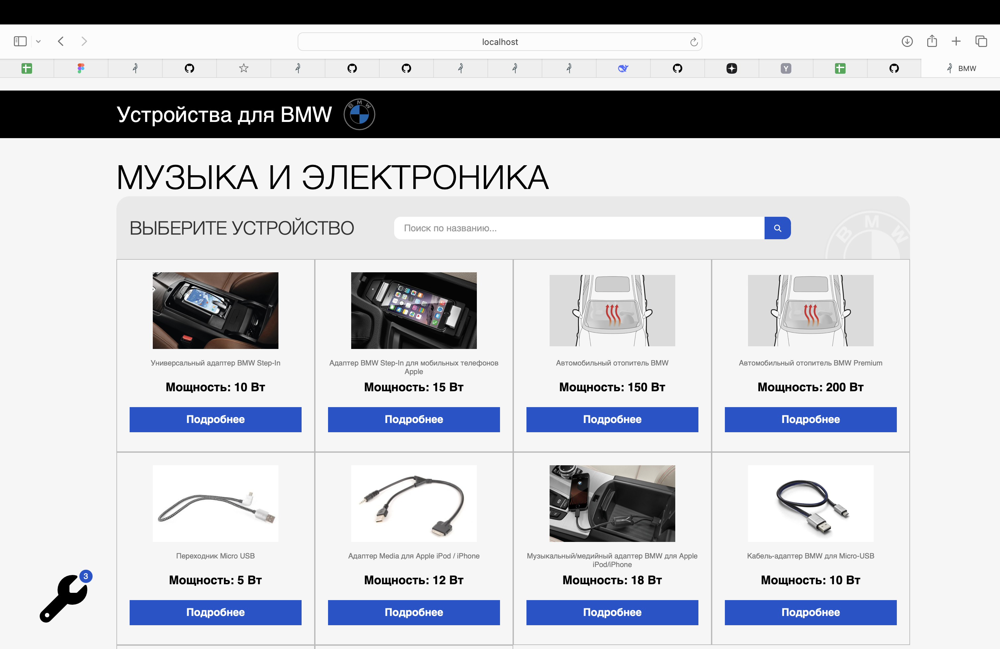 localhost
Y
BMW
Устройства для BMW
BMW
МУЗЫКА И ЭЛЕКТРОНИКА
ВЫБЕРИТЕ УСТРОЙСТВО
Поиск по названию...
BMW
Универсальный адаптер BMW Step-In
Мощность: 10 Вт
Подробнее
Адаптер BMW Step-In для мобильных телефонов
Apple
Мощность: 15 Вт
Подробнее
Автомобильный отопитель BMW
Мощность: 150 Вт
Подробнее
Автомобильный отопитель BMW Premium
Мощность: 200 Вт
Подробнее
Переходник Micro USB
Мощность: 5 Вт
Подробнее
Адаптер Media для Apple iPod / iPhone
Мощность: 12 Вт
Подробнее
Музыкальный/медийный адаптер BMW для Apple
iPod/iPhone
Мощность: 18 Вт
Подробнее
Кабель-адаптер BMW для Micro-USB
Мощность: 10 Вт
Подробнее
3